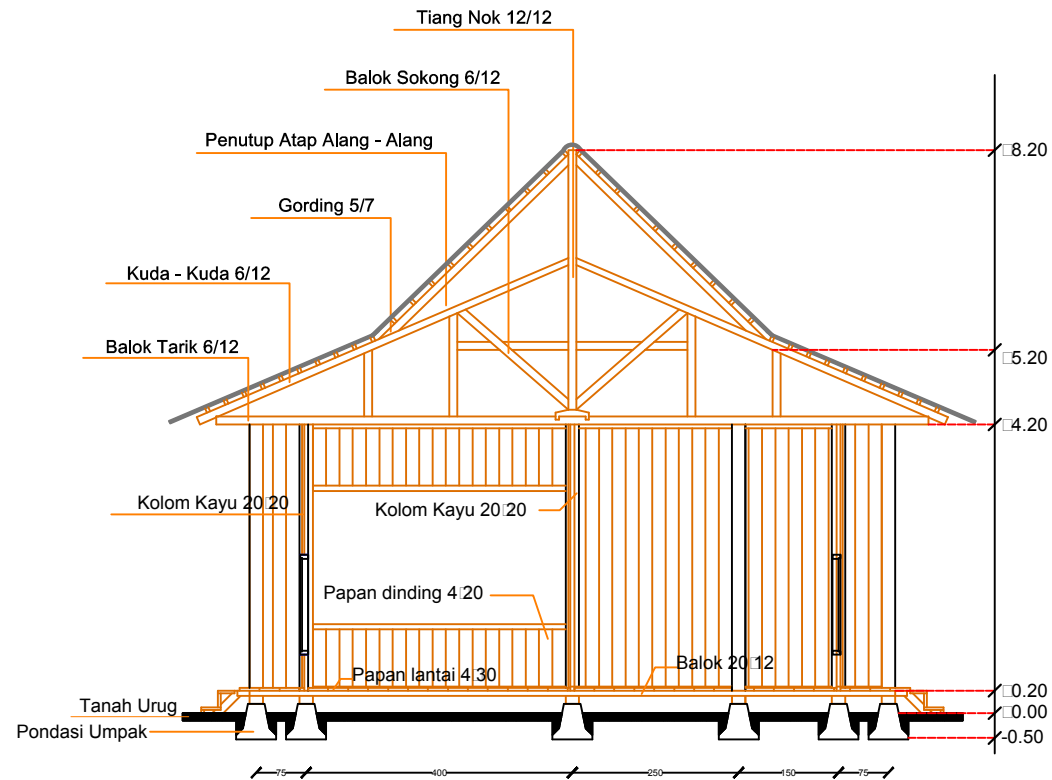 Tiang Nok 12/12
Balok Sokong 6/12
Penutup Atap Alang - Alang
Gording 5/7
Kuda - Kuda 6/12
Balok Tarik 6/12
□8.20
□5.20
□4.20
Kolom Kayu 20□20
Kolom Kayu 20□20
Papan dinding 4□20
Papan lantai 4□30
Balok 20□12
□0.20
Tanah Urug
□0.00
Pondasi Umpak
-0.50
75
400
250
150
75